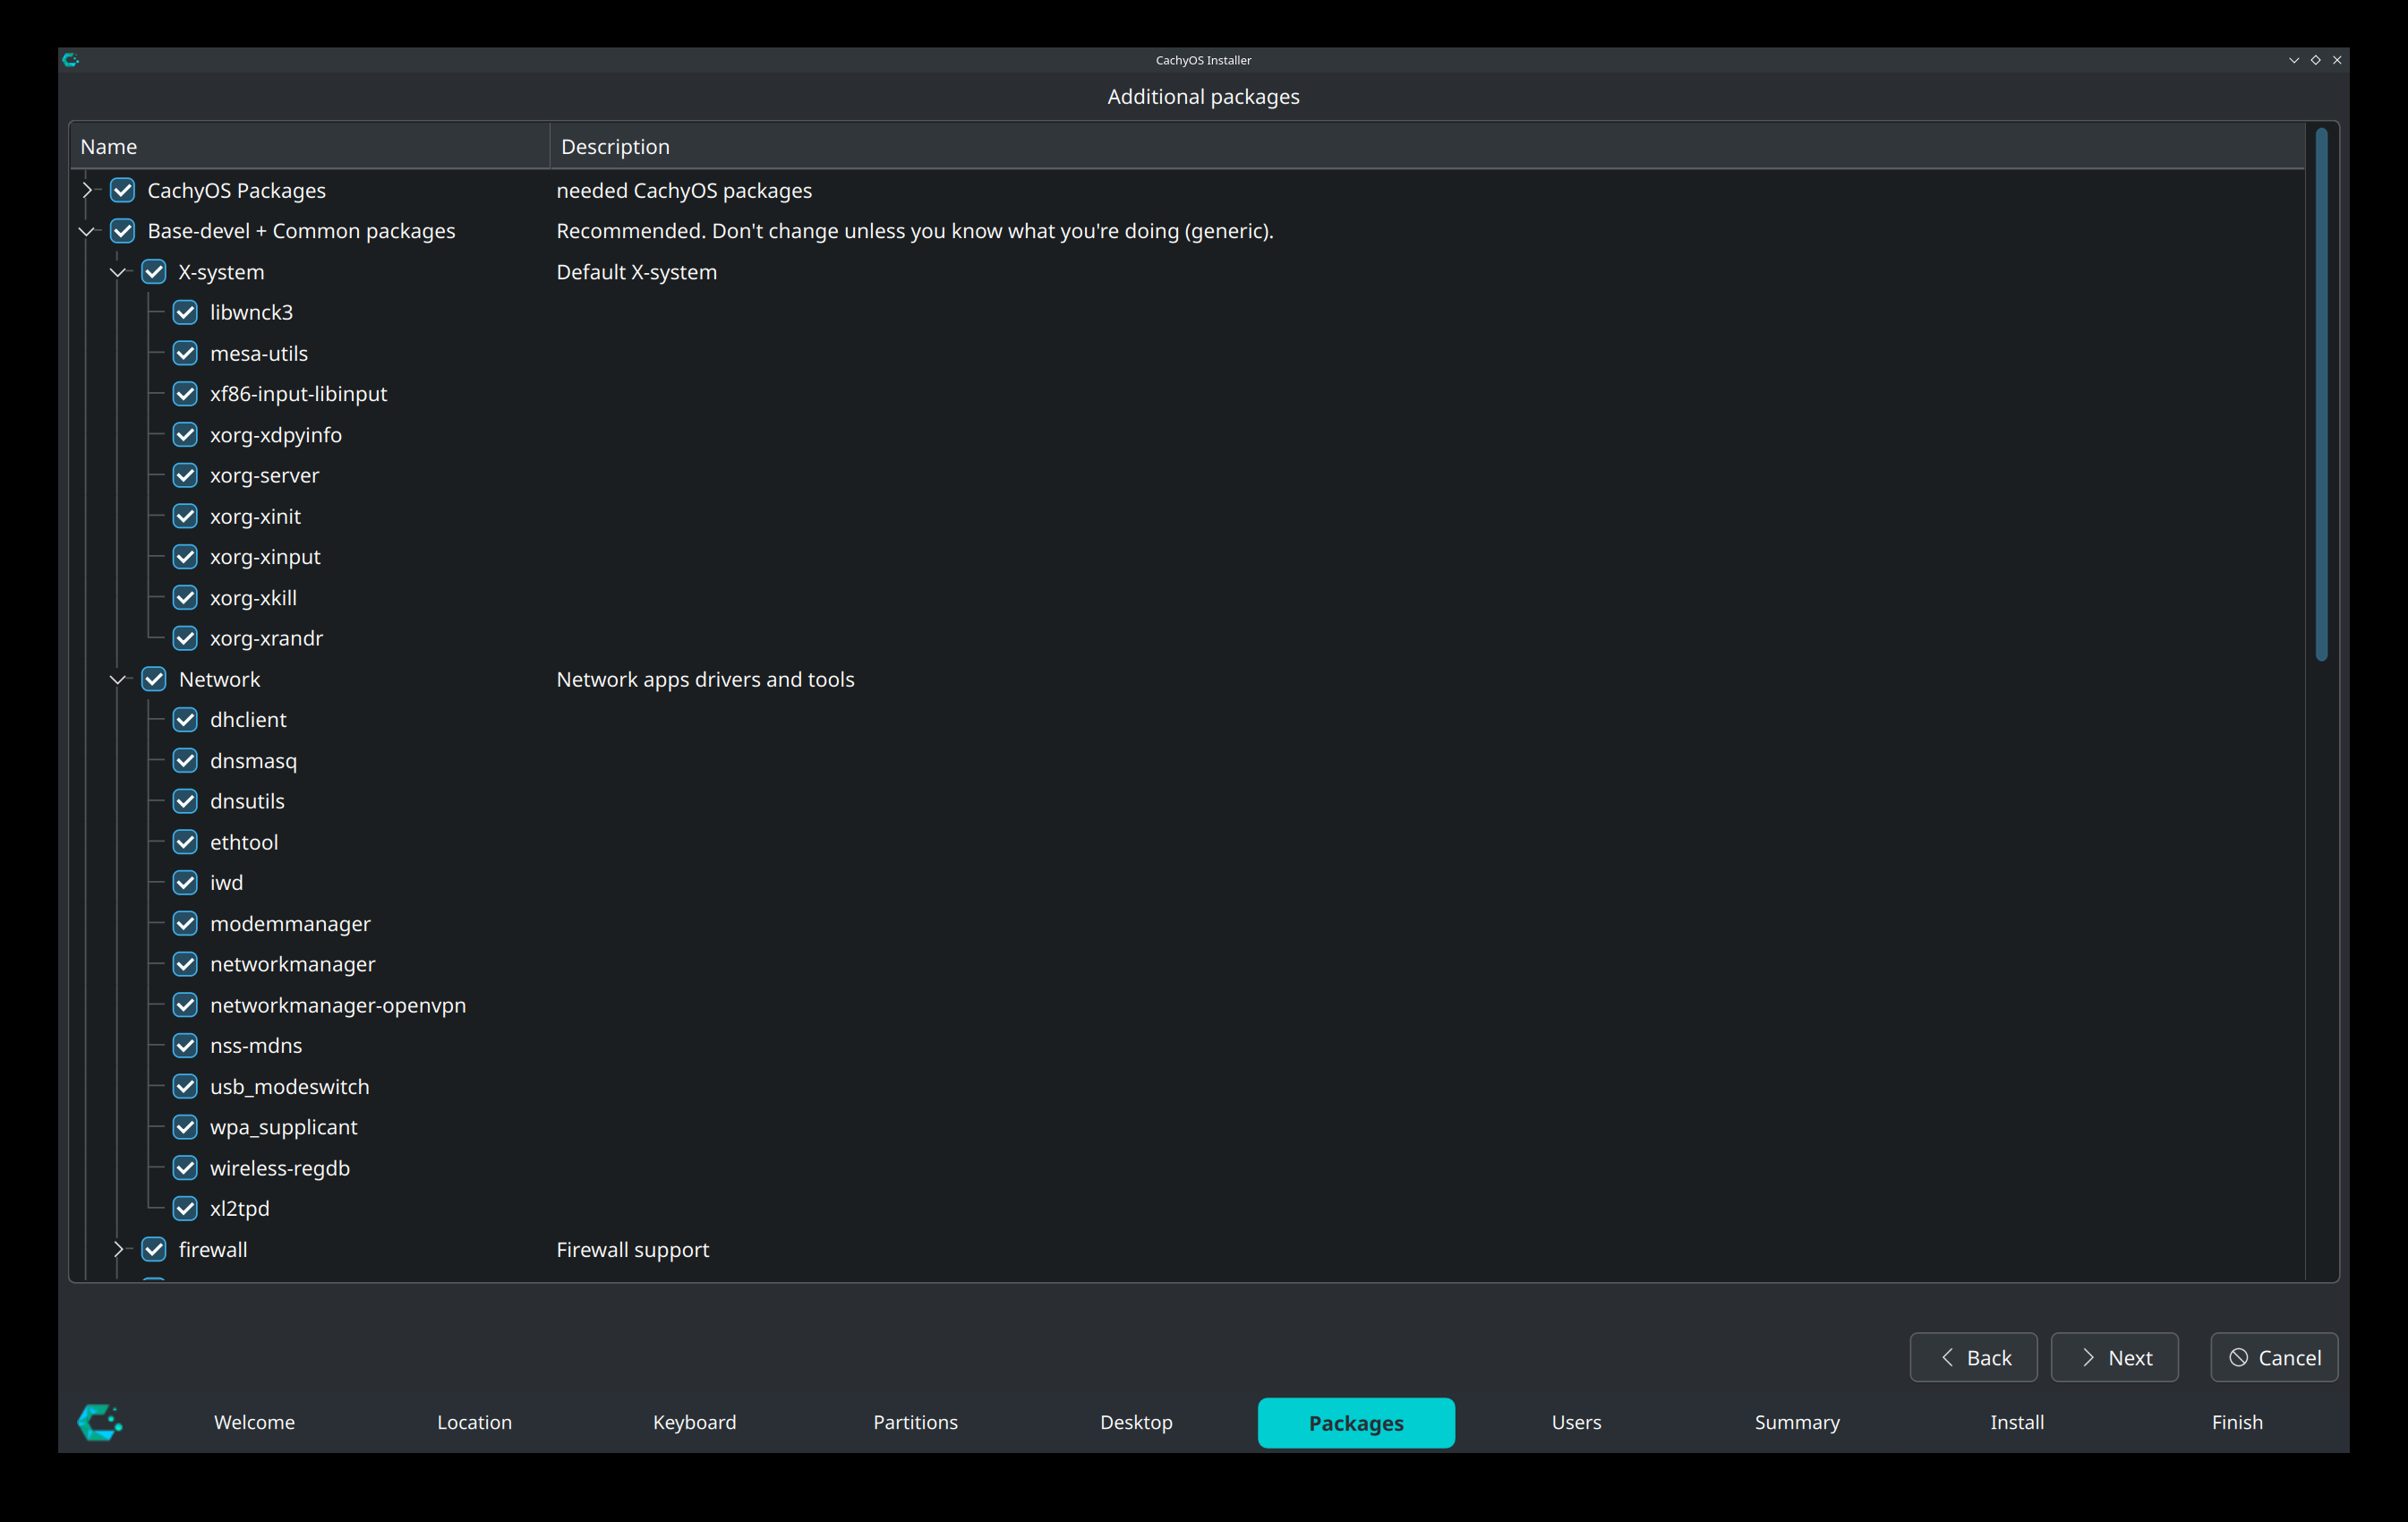 CachyOS Installer
Additional packages
Name Description
CachyOS Packages needed CachyOS packages
Base-devel + Common packages Recommended. Don't change unless you know what you're doing (generic).
X-system Default X-system
libwnck3
mesa-utils
xf86-input-libinput
xorg-xdpyinfo
xorg-server
xorg-xinit
xorg-xinput
xorg-xkill
xorg-xrandr
Network Network apps drivers and tools
dhclient
dnsmasq
dnsutils
ethtool
iwd
modemmanager
networkmanager
networkmanager-openvpn
nss-mdns
usb_modeswitch
wpa_supplicant
wireless-regdb
xl2tpd
firewall Firewall support
Back Next Cancel
Welcome Location Keyboard Partitions Desktop Packages Users Summary Install Finish